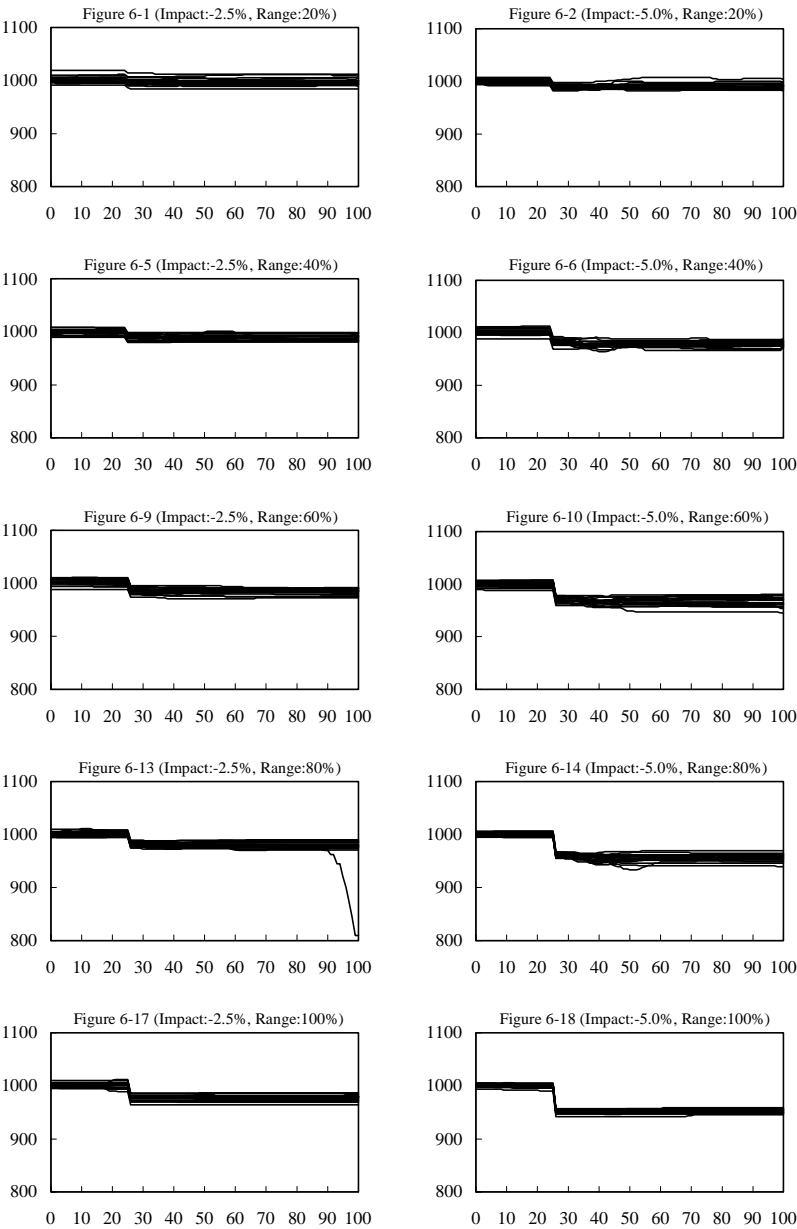 Figure 6-1 (Impact:-2.5%, Range:20%)
1100
1000
900
800
0 10 20 30 40 50 60 70 80 90 100
Figure 6-2 (Impact:-5.0%, Range:20%)
1100
1000
900
800
0 10 20 30 40 50 60 70 80 90 100
Figure 6-5 (Impact:-2.5%, Range:40%)
1100
1000
900
800
0 10 20 30 40 50 60 70 80 90 100
Figure 6-6 (Impact:-5.0%, Range:40%)
1100
1000
900
800
0 10 20 30 40 50 60 70 80 90 100
Figure 6-9 (Impact:-2.5%, Range:60%)
1100
1000
900
800
0 10 20 30 40 50 60 70 80 90 100
Figure 6-10 (Impact:-5.0%, Range:60%)
1100
1000
900
800
0 10 20 30 40 50 60 70 80 90 100
Figure 6-13 (Impact:-2.5%, Range:80%)
1100
1000
900
800
0 10 20 30 40 50 60 70 80 90 100
Figure 6-14 (Impact:-5.0%, Range:80%)
1100
1000
900
800
0 10 20 30 40 50 60 70 80 90 100
Figure 6-17 (Impact:-2.5%, Range:100%)
1100
1000
900
800
0 10 20 30 40 50 60 70 80 90 100
Figure 6-18 (Impact:-5.0%, Range:100%)
1100
1000
900
800
0 10 20 30 40 50 60 70 80 90 100